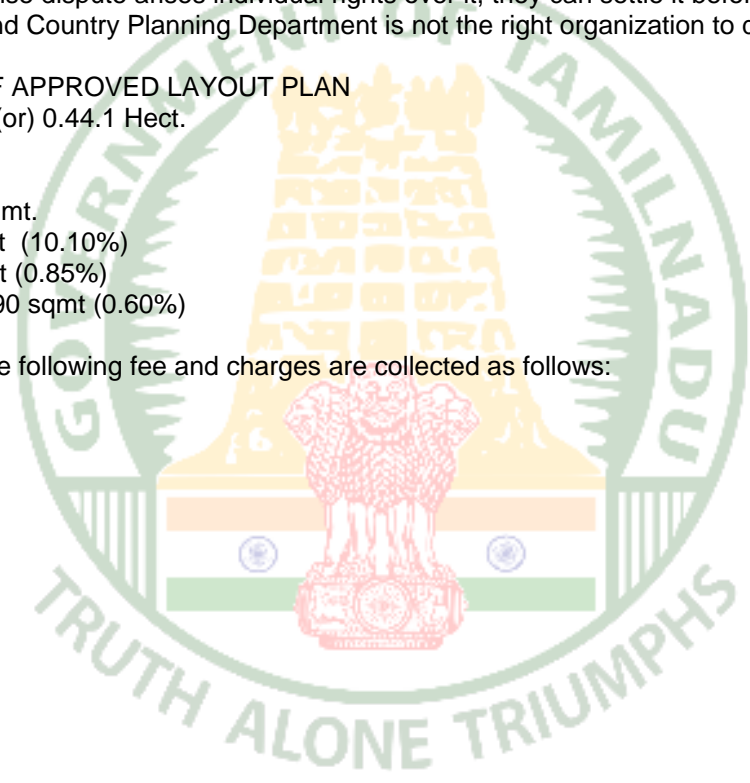 dispute arises individual rights over it, they can settle it before
nd Country Planning Department is not the right organization to
F APPROVED LAYOUT PLAN
(or) 0.44.1 Hect.
mt.
t (10.10%)
t (0.85%)
90 sqmt (0.60%)
e following fee and charges are collected as follows:
GOVERNMENT OF TAMILNADU
TRUTH ALONE TRIUMPHS